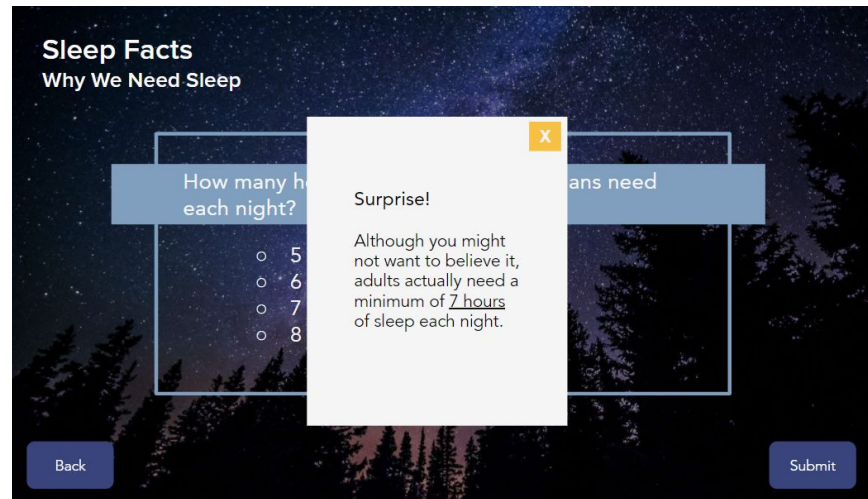 Sleep Facts
Why We Need Sleep
X
How many h
ans need
each night?
Surprise!
Although you might
not want to believe it,
adults actually need a
minimum of 7 hours
of sleep each night.
5
6
7
8
Back
Submit